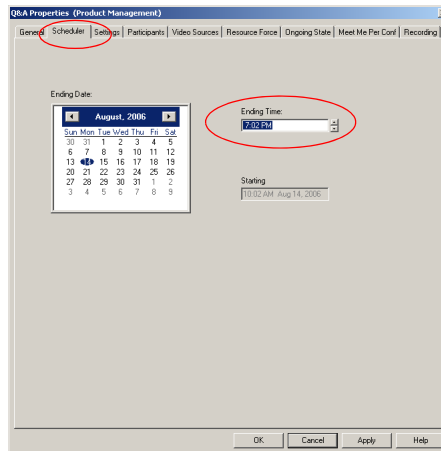 Q&A Properties (Product Management)
General Scheduler Settings Participants Video Sources Resource Force Ongoing State Meet Me Per Conf Recording
Ending Date:
August, 2006
Sun Mon Tue Wed Thu Fri Sat
30 31 1 2 3 4 5
6 7 8 9 10 11 12
13 14 15 16 17 18 19
20 21 22 23 24 25 26
27 28 29 30 31 1 2
3 4 5 6 7 8 9
Ending Time:
7:02 PM
Starting
10:02 AM Aug 14, 2006
OK Cancel Apply Help